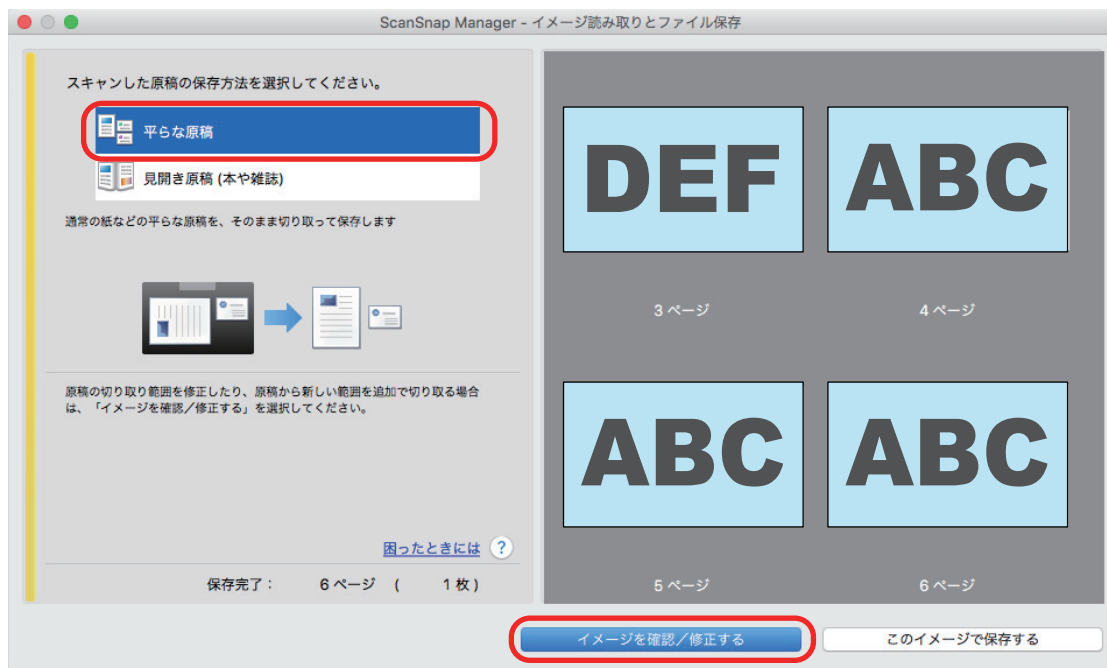 ScanSnap Manager - イメージ読み取りとファイル保存
スキャンした原稿の保存方法を選択してください。
平らな原稿
見開き原稿 (本や雑誌)
通常の紙などの平らな原稿を、そのまま切り取って保存します
原稿の切り取り範囲を修正したり、原稿から新しい範囲を追加で切り取る場合
は、「イメージを確認／修正する」を選択してください。
困ったときには ?
保存完了： 6 ページ ( 1 枚 )
DEF ABC
3 ページ 4 ページ
ABC ABC
5 ページ 6 ページ
イメージを確認／修正する このイメージで保存する